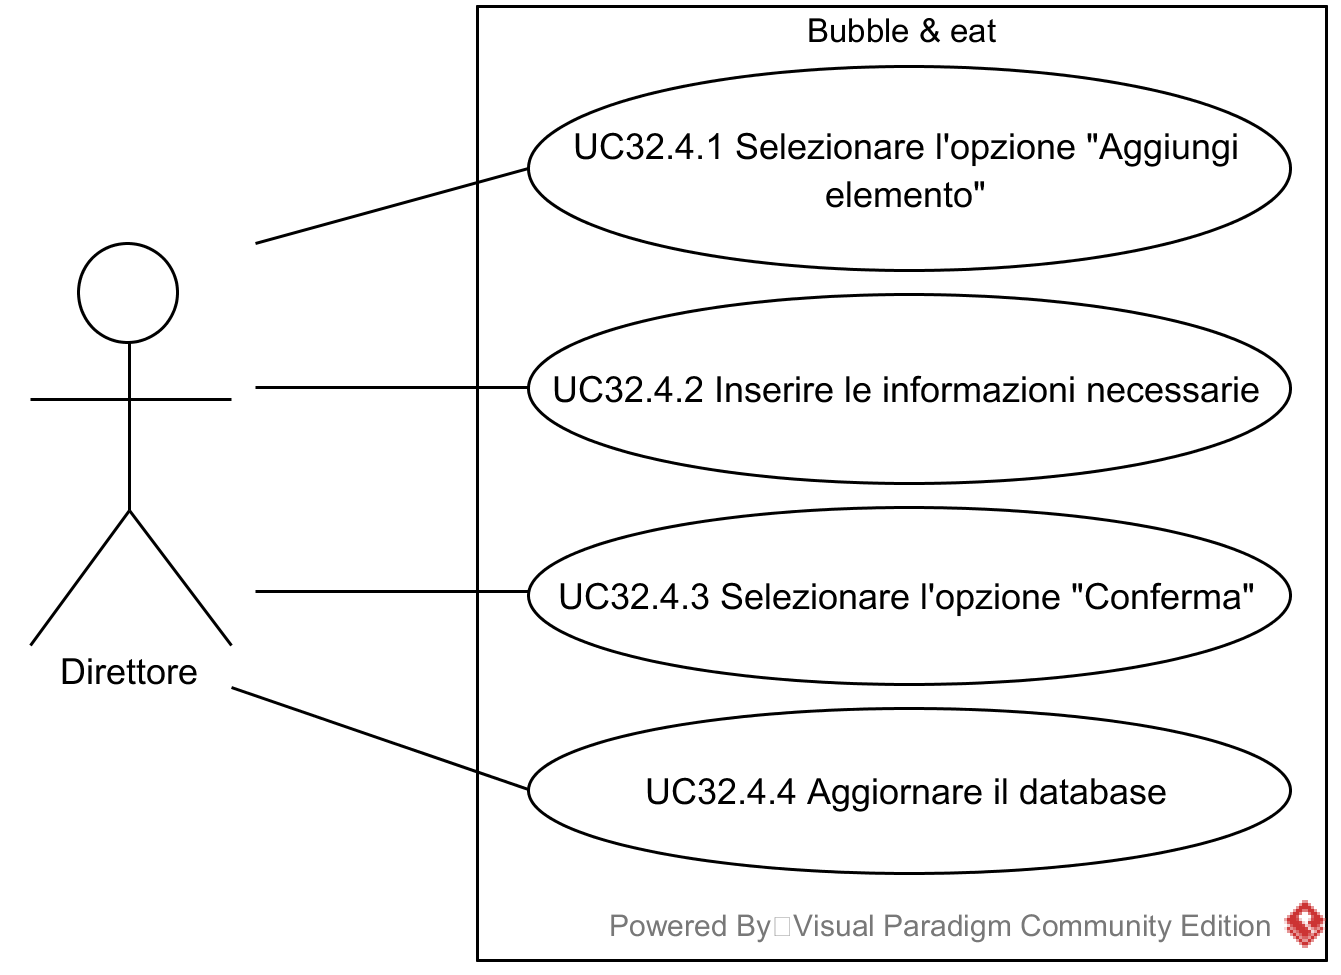 Bubble & eat
UC32.4.1 Selezionare l'opzione "Aggiungi
elemento"
UC32.4.2 Inserire le informazioni necessarie
UC32.4.3 Selezionare l'opzione "Conferma"
Direttore
UC32.4.4 Aggiornare il database
Powered By Visual Paradigm Community Edition